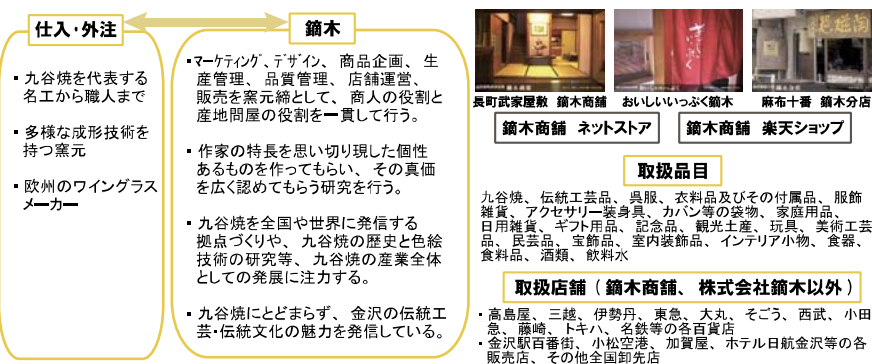 仕入・外注
・九谷焼を代表する
名工から職人まで
・多様な成形技術を
持つ窯元
・欧州のワイングラス
メーカー
鏑木
・マーケティング、デザイン、商品企画、生
産管理、品質管理、店舗運営、
販売を窯元締として、商人の役割と
産地問屋の役割を一貫して行う。
・作家の特長を思い切り現した個性
あるものを作ってもらい、その真価
を広く認めてもらう研究を行う。
・九谷焼を全国や世界に発信する
拠点づくりや、九谷焼の歴史と色絵
技術の研究等、九谷焼の産業全体
としての発展に注力する。
・九谷焼にとどまらず、金沢の伝統工
芸・伝統文化の魅力を発信している。
長町武家屋敷 鏑木商舗
おいしいいっぷく鏑木
麻布十番 鏑木分店
鏑木商舗 ネットストア
鏑木商舗 楽天ショップ
取扱品目
九谷焼、伝統工芸品、呉服、衣料品及びその付属品、服飾
雑貨、アクセサリー装身具、カバン等の袋物、家庭用品、
日用雑貨、ギフト用品、記念品、観光土産、玩具、美術工芸
品、民芸品、宝飾品、室内装飾品、インテリア小物、食器、
食料品、酒類、飲料水
取扱店舗(鏑木商舗、株式会社鏑木以外)
・高島屋、三越、伊勢丹、東急、大丸、そごう、西武、小田
急、藤崎、トキハ、名鉄等の各百貨店
・金沢駅百番街、小松空港、加賀屋、ホテル日航金沢等の各
販売店、その他全国卸先店